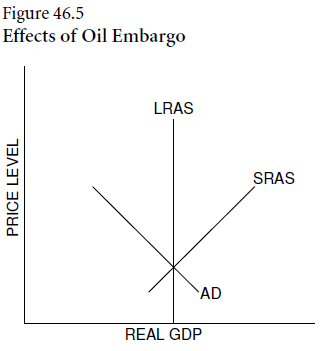 Figure 46.5
Effects of Oil Embargo
LRAS
SRAS
PRICE LEVEL
AD
REAL GDP